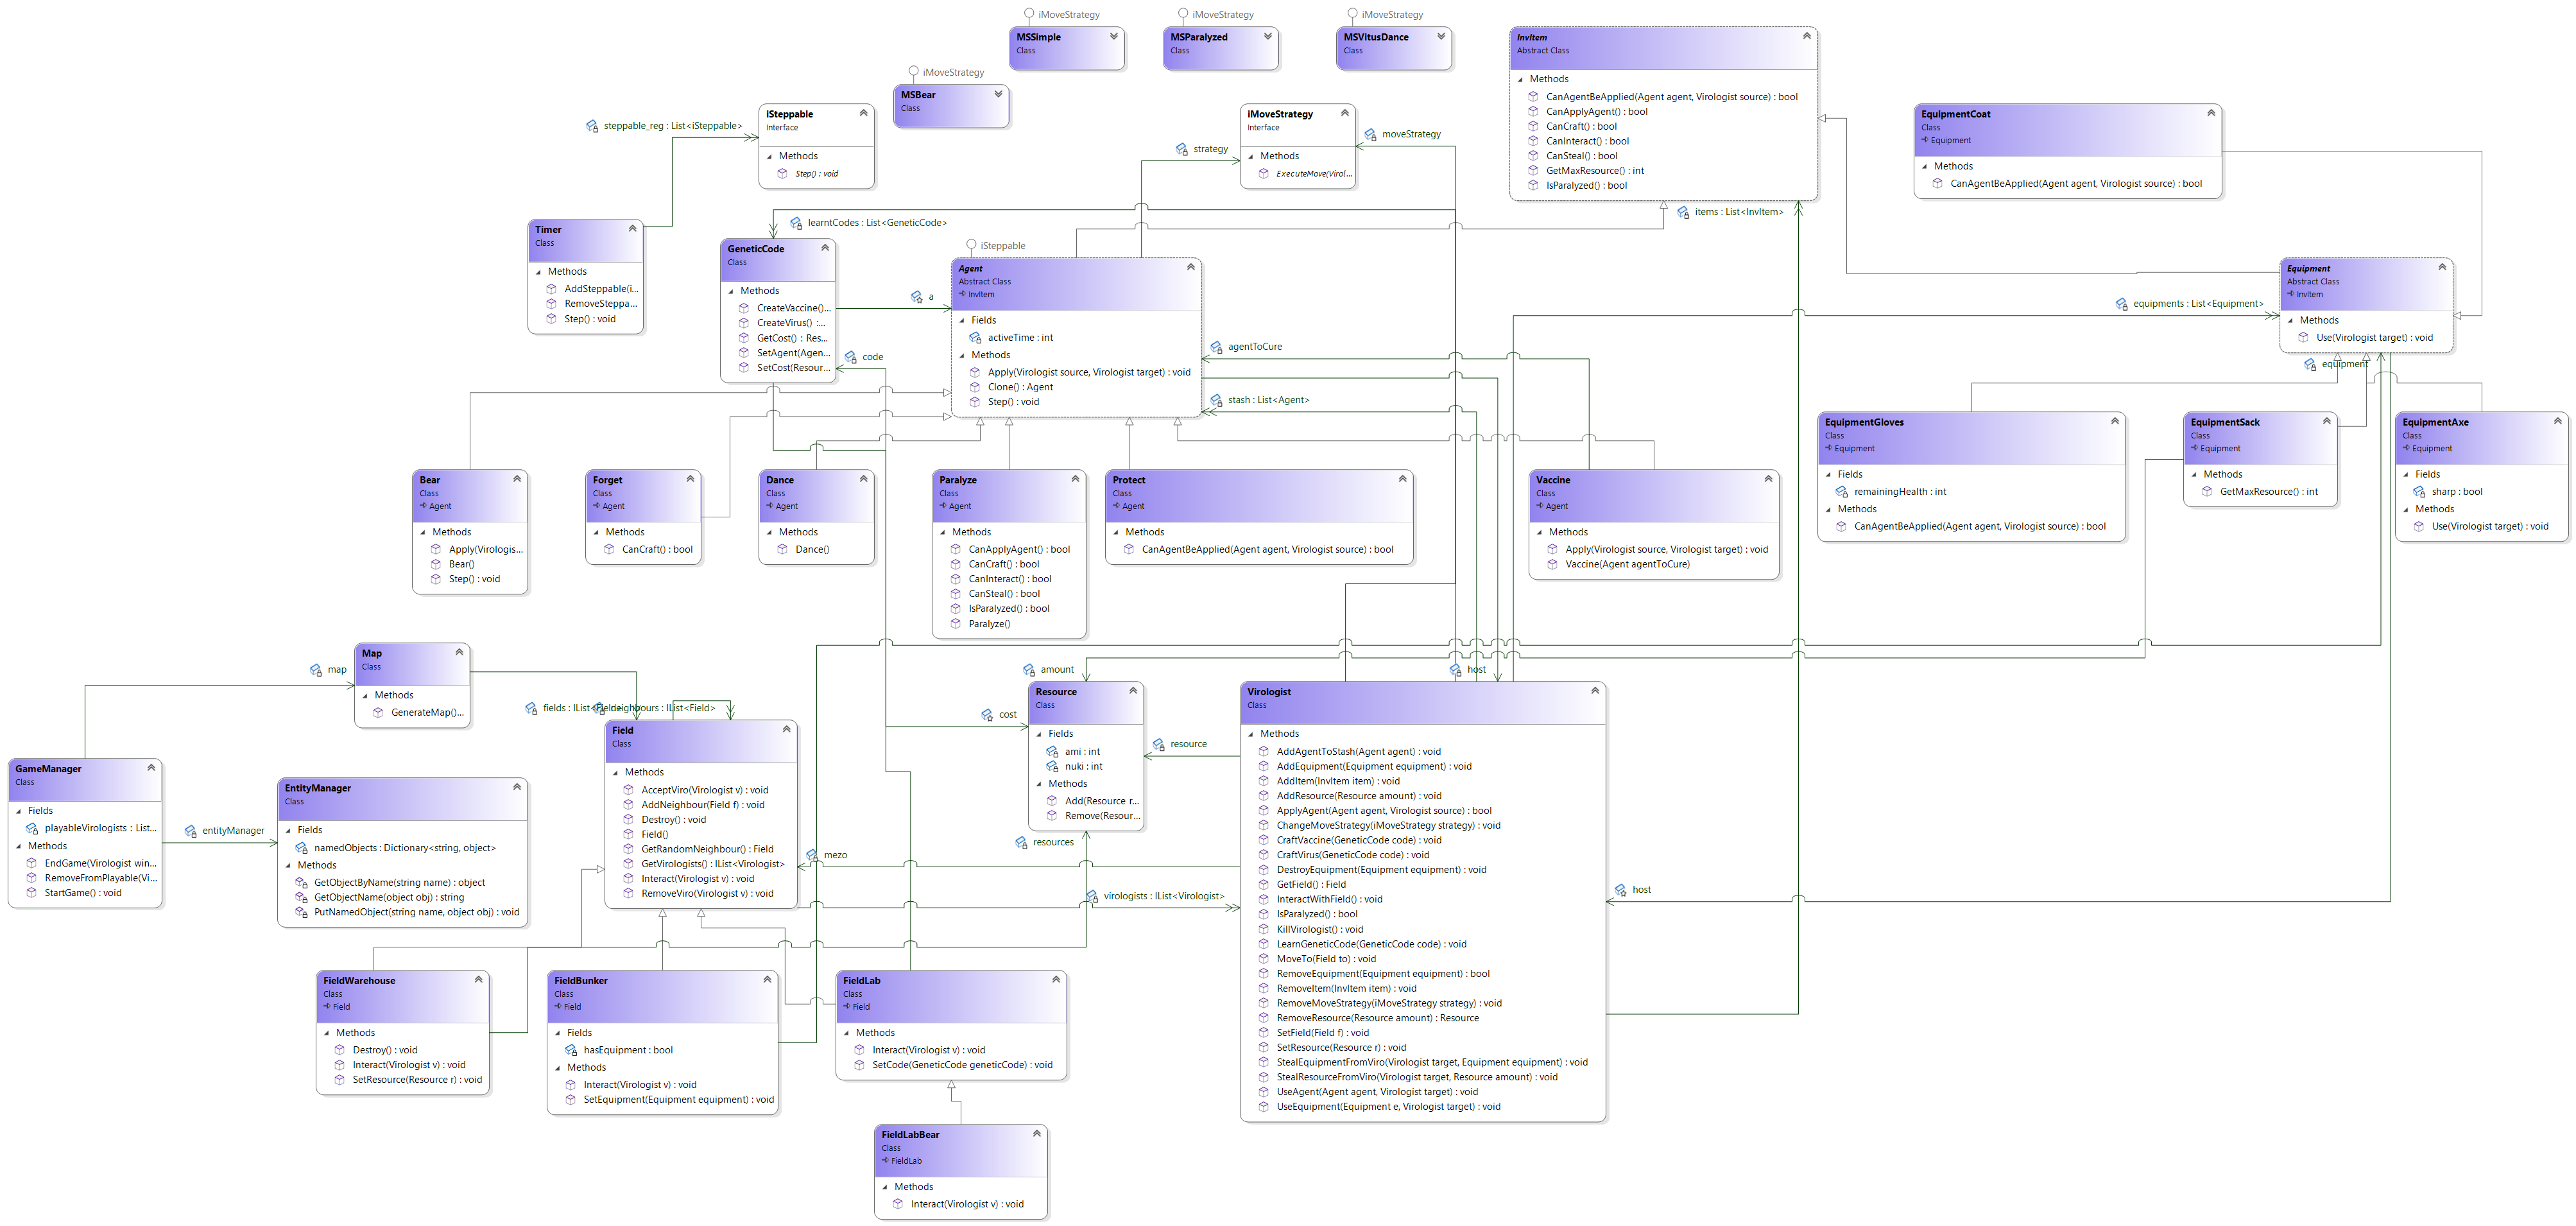 iMoveStrategy
MSSimple
Class
iMoveStrategy
MSParalyzed
Class
iMoveStrategy
MSVitusDance
Class
iMoveStrategy
MSBear
Class
InvItem
Abstract Class
Methods
CanAgentBeApplied(Agent agent, Virologist source) : bool
CanApplyAgent() : bool
CanCraft() : bool
CanInteract() : bool
CanSteal() : bool
GetMaxResource() : int
IsParalyzed() : bool
steppable_reg : List<iSteppable>
iSteppable
Interface
Methods
Step() : void
strategy
iMoveStrategy
Interface
Methods
ExecuteMove(Virol...
moveStrategy
EquipmentCoat
Class
Equipment
Methods
CanAgentBeApplied(Agent agent, Virologist source) : bool
items : List<InvItem>
Timer
Class
Methods
AddSteppable(i...
RemoveSteppa...
Step() : void
learntCodes : List<GeneticCode>
GeneticCode
Class
Methods
CreateVaccine()...
CreateVirus() :...
GetCost() : Res...
SetAgent(Agen...
SetCost(Resour...
a
code
iSteppable
Agent
Abstract Class
InvItem
Fields
activeTime : int
Methods
Apply(Virologist source, Virologist target) : void
Clone() : Agent
Step() : void
agentToCure
stash : List<Agent>
equipments : List<Equipment>
Equipment
Abstract Class
InvItem
Methods
Use(Virologist target) : void
equipment
EquipmentGloves
Class
Equipment
Fields
remainingHealth : int
Methods
CanAgentBeApplied(Agent agent, Virologist source) : bool
EquipmentSack
Class
Equipment
Methods
GetMaxResource() : int
EquipmentAxe
Class
Equipment
Fields
sharp : bool
Methods
Use(Virologist target) : void
Bear
Class
Agent
Methods
Apply(Virologis...
Bear()
Step() : void
Forget
Class
Agent
Methods
CanCraft() : bool
Dance
Class
Agent
Methods
Dance()
Paralyze
Class
Agent
Methods
CanApplyAgent() : bool
CanCraft() : bool
CanInteract() : bool
CanSteal() : bool
IsParalyzed() : bool
Paralyze()
Protect
Class
Agent
Methods
CanAgentBeApplied(Agent agent, Virologist source) : bool
Vaccine
Class
Agent
Methods
Apply(Virologist source, Virologist target) : void
Vaccine(Agent agentToCure)
map
Map
Class
Methods
GenerateMap()...
GameManager
Class
Fields
playableVirologists : List...
Methods
EndGame(Virologist win...
RemoveFromPlayable(Vi...
StartGame() : void
entityManager
EntityManager
Class
Fields
namedObjects : Dictionary<string, object>
Methods
GetObjectByName(string name) : object
GetObjectName(object obj) : string
PutNamedObject(string name, object obj) : void
fields : IList<Field>
neighbours : IList<Field>
Field
Class
Methods
AcceptViro(Virologist v) : void
AddNeighbour(Field f) : void
Destroy() : void
Field()
GetRandomNeighbour() : Field
GetVirologists() : IList<Virologist>
Interact(Virologist v) : void
RemoveViro(Virologist v) : void
amount
cost
Resource
Class
Fields
ami : int
nuki : int
Methods
Add(Resource r...
Remove(Resour...
resource
resources
mezo
virologists : IList<Virologist>
host
Virologist
Class
Methods
AddAgentToStash(Agent agent) : void
AddEquipment(Equipment equipment) : void
AddItem(InvItem item) : void
AddResource(Resource amount) : void
ApplyAgent(Agent agent, Virologist source) : bool
ChangeMoveStrategy(iMoveStrategy strategy) : void
CraftVaccine(GeneticCode code) : void
CraftVirus(GeneticCode code) : void
DestroyEquipment(Equipment equipment) : void
GetField() : Field
InteractWithField() : void
IsParalyzed() : bool
KillVirologist() : void
LearnGeneticCode(GeneticCode code) : void
MoveTo(Field to) : void
RemoveEquipment(Equipment equipment) : bool
RemoveItem(InvItem item) : void
RemoveMoveStrategy(iMoveStrategy strategy) : void
RemoveResource(Resource amount) : Resource
SetField(Field f) : void
SetResource(Resource r) : void
StealEquipmentFromViro(Virologist target, Equipment equipment) : void
StealResourceFromViro(Virologist target, Resource amount) : void
UseAgent(Agent agent, Virologist target) : void
UseEquipment(Equipment e, Virologist target) : void
host
FieldWarehouse
Class
Field
Methods
Destroy() : void
Interact(Virologist v) : void
SetResource(Resource r) : void
FieldBunker
Class
Field
Fields
hasEquipment : bool
Methods
Interact(Virologist v) : void
SetEquipment(Equipment equipment) : void
FieldLab
Class
Field
Methods
Interact(Virologist v) : void
SetCode(GeneticCode geneticCode) : void
FieldLabBear
Class
FieldLab
Methods
Interact(Virologist v) : void